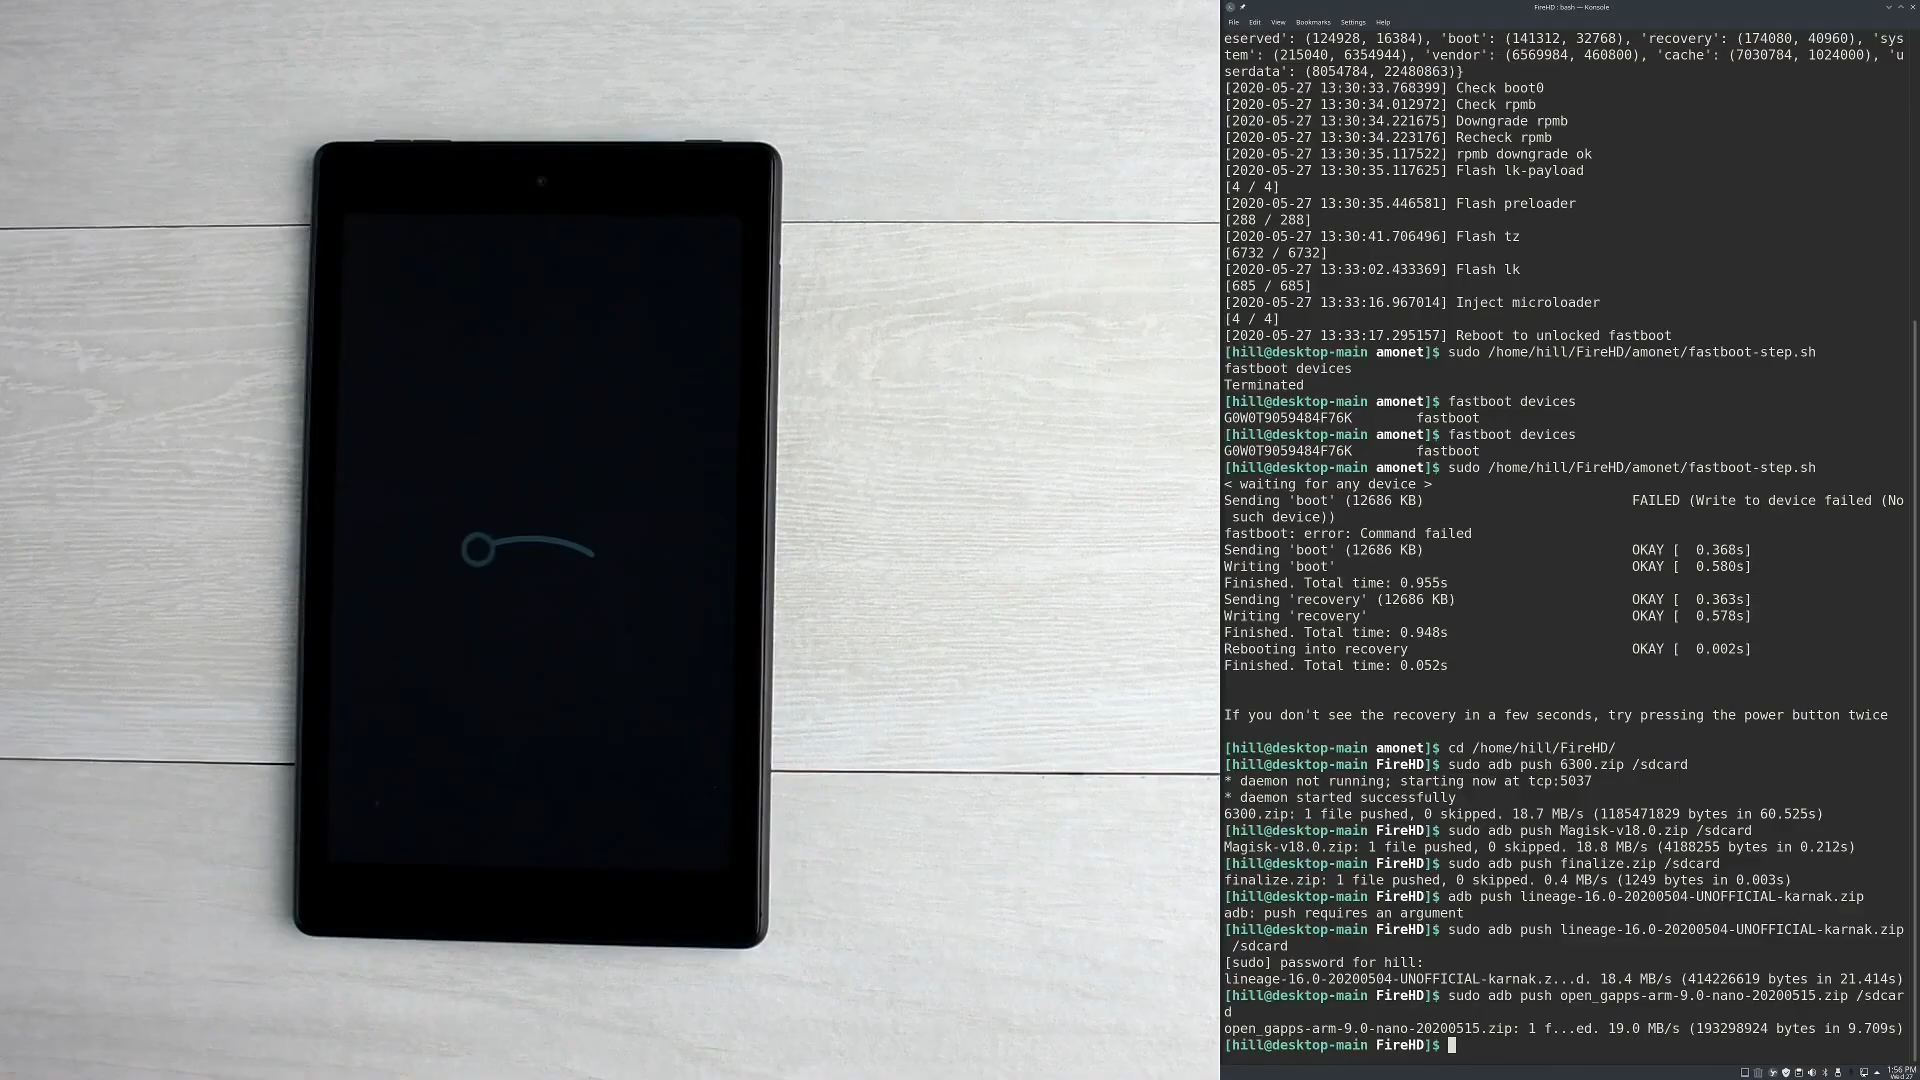 FireHD : bash — Konsole
File Edit View Bookmarks Settings Help
eserved': (124928, 16384), 'boot': (141312, 32768), 'recovery': (174080, 40960), 'sys
tem': (215040, 6354944), 'vendor': (6569984, 460800), 'cache': (7030784, 1024000), 'u
serdata': (8054784, 22480863)}
[2020-05-27 13:30:33.768399] Check boot0
[2020-05-27 13:30:34.012972] Check rpmb
[2020-05-27 13:30:34.221675] Downgrade rpmb
[2020-05-27 13:30:34.223176] Recheck rpmb
[2020-05-27 13:30:35.117522] rpmb downgrade ok
[2020-05-27 13:30:35.117625] Flash lk-payload
[4 / 4]
[2020-05-27 13:30:35.446581] Flash preloader
[288 / 288]
[2020-05-27 13:30:41.706496] Flash tz
[6732 / 6732]
[2020-05-27 13:33:02.433369] Flash lk
[685 / 685]
[2020-05-27 13:33:16.967014] Inject microloader
[4 / 4]
[2020-05-27 13:33:17.295157] Reboot to unlocked fastboot
[hill@desktop-main amonet]$ sudo /home/hill/FireHD/amonet/fastboot-step.sh
fastboot devices
Terminated
[hill@desktop-main amonet]$ fastboot devices
G0W0T9059484F76K fastboot
[hill@desktop-main amonet]$ fastboot devices
G0W0T9059484F76K fastboot
[hill@desktop-main amonet]$ sudo /home/hill/FireHD/amonet/fastboot-step.sh
< waiting for any device >
Sending 'boot' (12686 KB) FAILED (Write to device failed (No
such device))
fastboot: error: Command failed
Sending 'boot' (12686 KB) OKAY [ 0.368s]
Writing 'boot' OKAY [ 0.580s]
Finished. Total time: 0.955s
Sending 'recovery' (12686 KB) OKAY [ 0.363s]
Writing 'recovery' OKAY [ 0.578s]
Finished. Total time: 0.948s
Rebooting into recovery OKAY [ 0.002s]
Finished. Total time: 0.052s
If you don't see the recovery in a few seconds, try pressing the power button twice
[hill@desktop-main amonet]$ cd /home/hill/FireHD/
[hill@desktop-main FireHD]$ sudo adb push 6300.zip /sdcard
* daemon not running; starting now at tcp:5037
* daemon started successfully
6300.zip: 1 file pushed, 0 skipped. 18.7 MB/s (1185471829 bytes in 60.525s)
[hill@desktop-main FireHD]$ sudo adb push Magisk-v18.0.zip /sdcard
Magisk-v18.0.zip: 1 file pushed, 0 skipped. 18.8 MB/s (4188255 bytes in 0.212s)
[hill@desktop-main FireHD]$ sudo adb push finalize.zip /sdcard
finalize.zip: 1 file pushed, 0 skipped. 0.4 MB/s (1249 bytes in 0.003s)
[hill@desktop-main FireHD]$ adb push lineage-16.0-20200504-UNOFFICIAL-karnak.zip
adb: push requires an argument
[hill@desktop-main FireHD]$ sudo adb push lineage-16.0-20200504-UNOFFICIAL-karnak.zip
/sdcard
[sudo] password for hill:
lineage-16.0-20200504-UNOFFICIAL-karnak.z...d. 18.4 MB/s (414226619 bytes in 21.414s)
[hill@desktop-main FireHD]$ sudo adb push open_gapps-arm-9.0-nano-20200515.zip /sdcar
d
open_gapps-arm-9.0-nano-20200515.zip: 1 f...ed. 19.0 MB/s (193298924 bytes in 9.709s)
[hill@desktop-main FireHD]$
1:56 PM
Wed 27